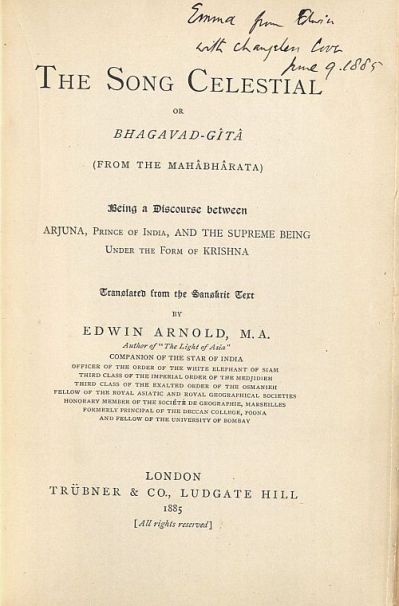 Emma from Edwin
with changeless love
June 9. 1885
THE SONG CELESTIAL
OR
BHAGAVAD-GÎTÂ
(FROM THE MAHÂBHÂRATA)
Being a Discourse between
ARJUNA, PRINCE OF INDIA, AND THE SUPREME BEING
UNDER THE FORM OF KRISHNA
Translated from the Sanskrit Text
BY
EDWIN ARNOLD, M.A.
Author of "The Light of Asia"
COMPANION OF THE STAR OF INDIA
OFFICER OF THE ORDER OF THE WHITE ELEPHANT OF SIAM
THIRD CLASS OF THE IMPERIAL ORDER OF THE MEDJIDIEH
THIRD CLASS OF THE EXALTED ORDER OF THE OSMANIEH
FELLOW OF THE ROYAL ASIATIC AND ROYAL GEOGRAPHICAL SOCIETIES
HONORARY MEMBER OF THE SOCIÉTÉ DE GEOGRAPHIE, MARSEILLES
FORMERLY PRINCIPAL OF THE DECCAN COLLEGE, POONA
AND FELLOW OF THE UNIVERSITY OF BOMBAY
LONDON
TRÜBNER & CO., LUDGATE HILL
1885
[All rights reserved]